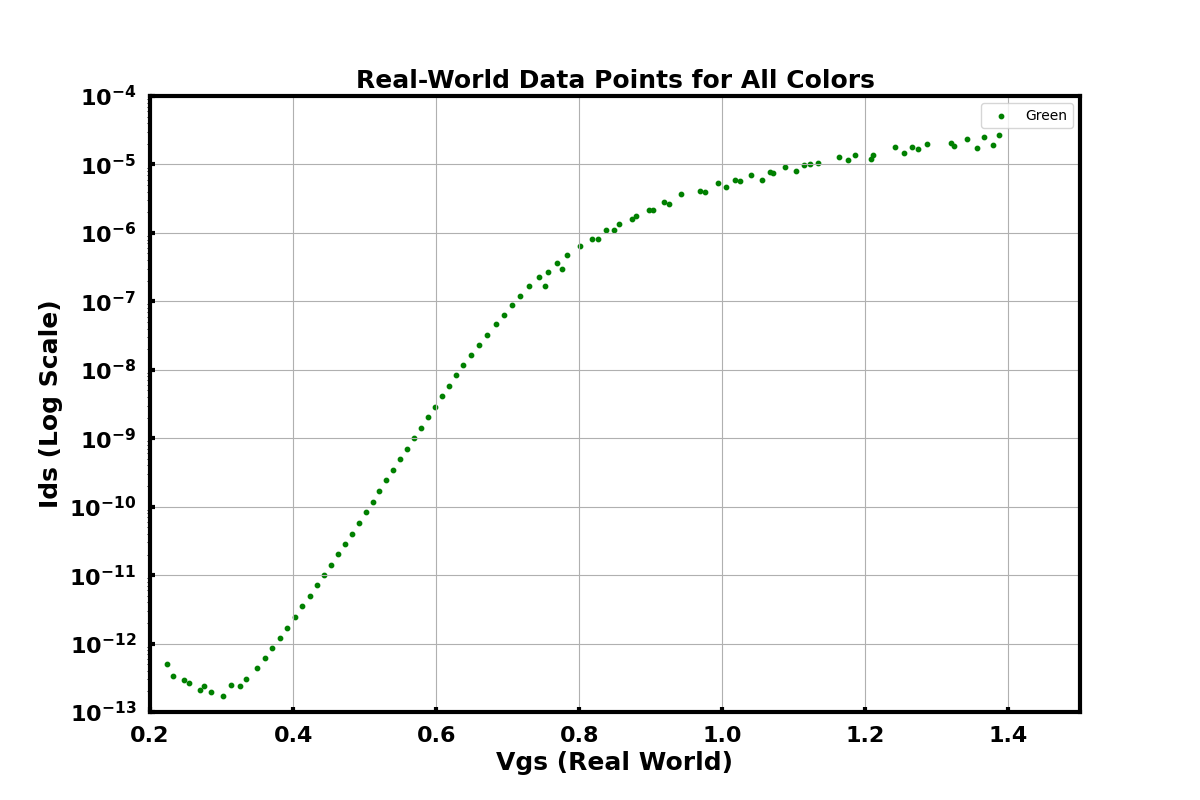 Real-World Data Points for All Colors
Green
10⁻⁴
10⁻⁵
10⁻⁶
10⁻⁷
10⁻⁸
10⁻⁹
10⁻¹⁰
10⁻¹¹
10⁻¹²
10⁻¹³
Ids (Log Scale)
0.2 0.4 0.6 0.8 1.0 1.2 1.4
Vgs (Real World)